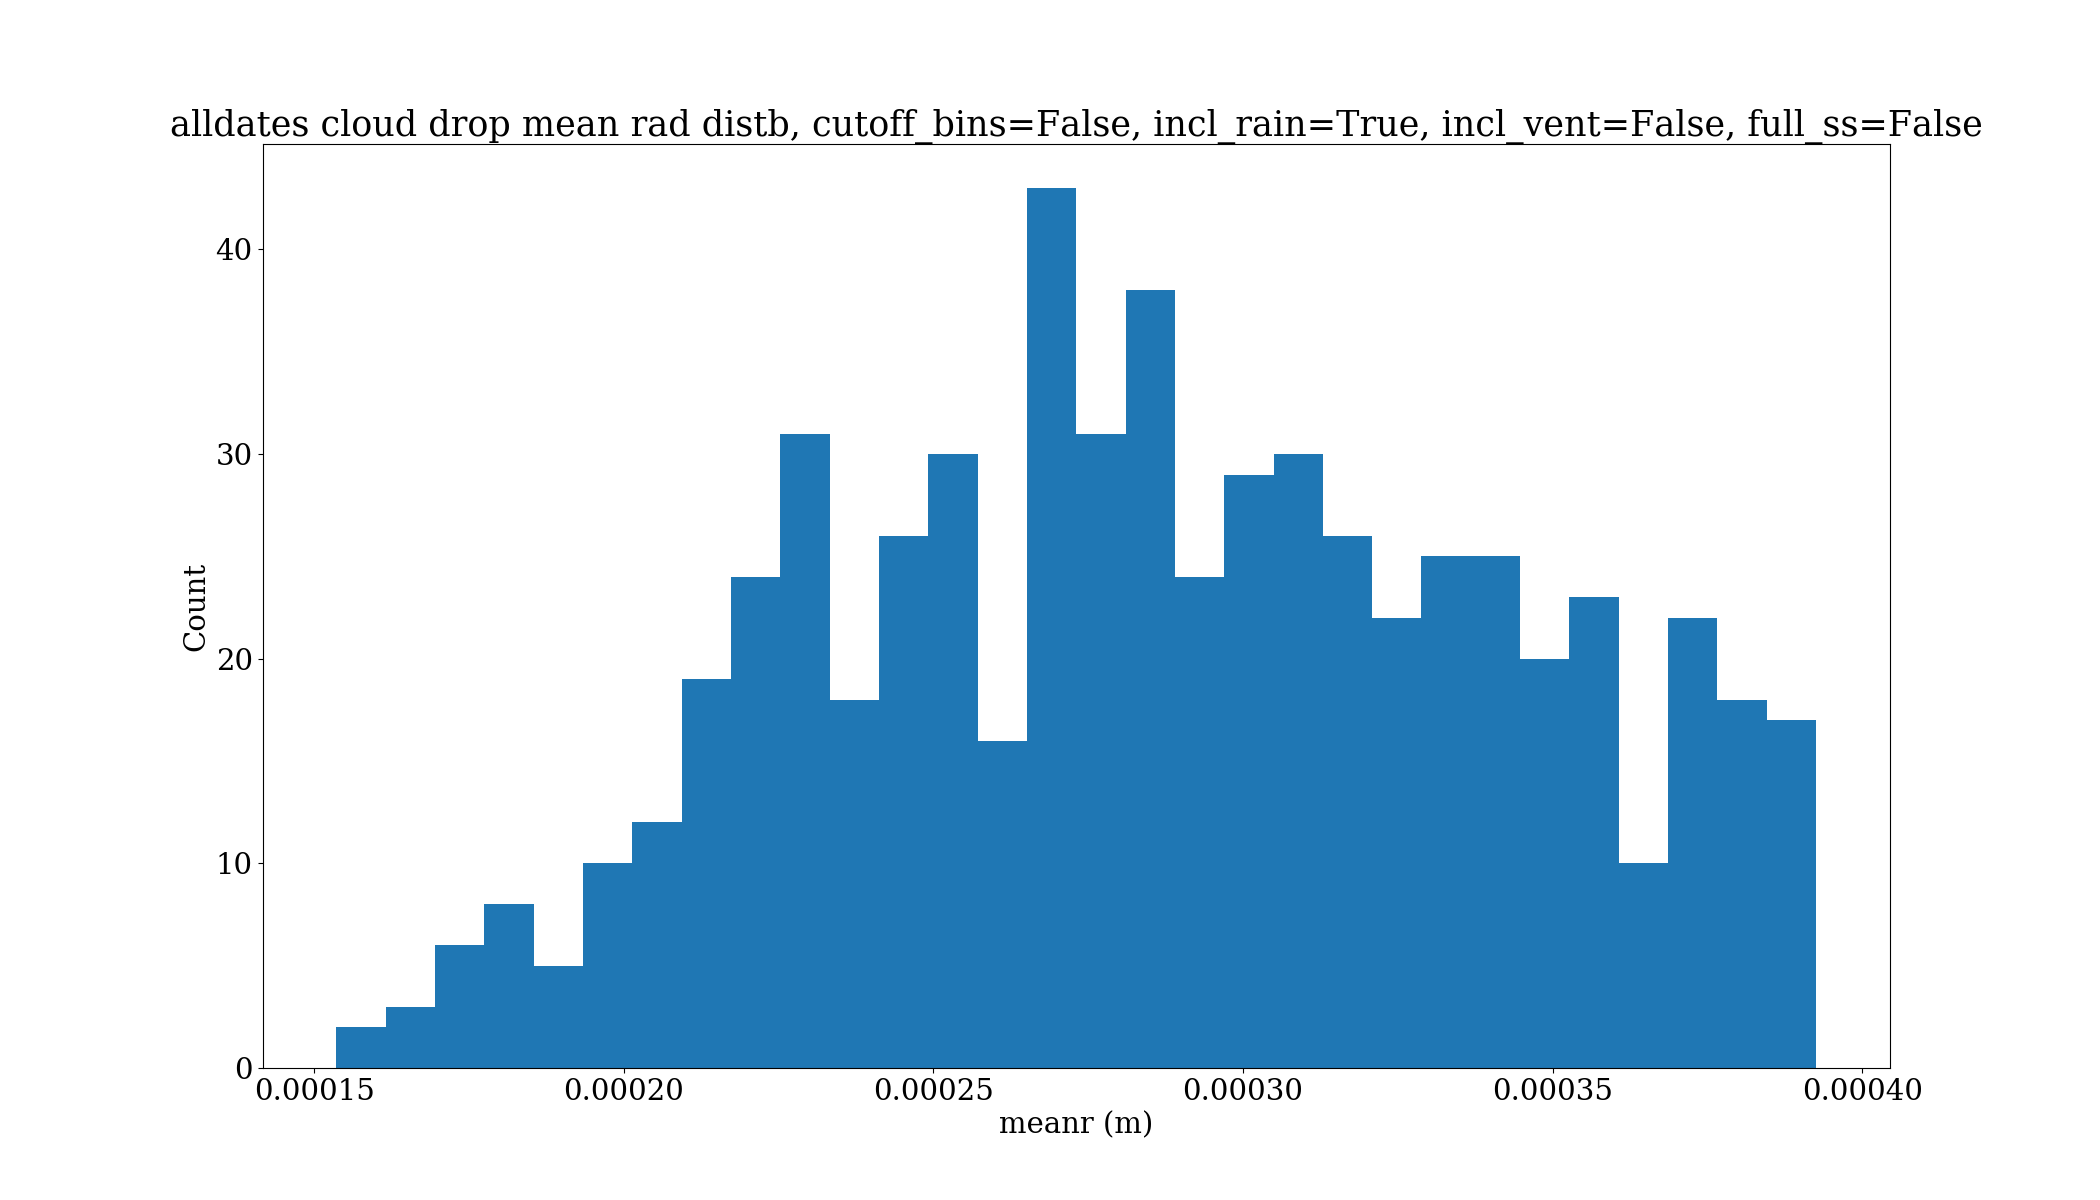 alldates cloud drop mean rad distb, cutoff_bins=False, incl_rain=True, incl_vent=False, full_ss=False
40
30
20
10
0
Count
0.00015 0.00020 0.00025 0.00030 0.00035 0.00040
meanr (m)